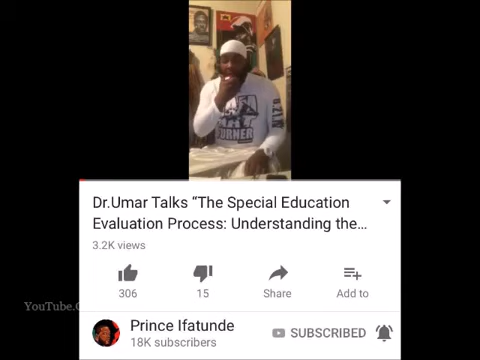 TURNER
Dr.Umar Talks “The Special Education
Evaluation Process: Understanding the...
3.2K views
306
15
Share
Add to
YouTube.
Prince Ifatunde
SUBSCRIBED
18K subscribers